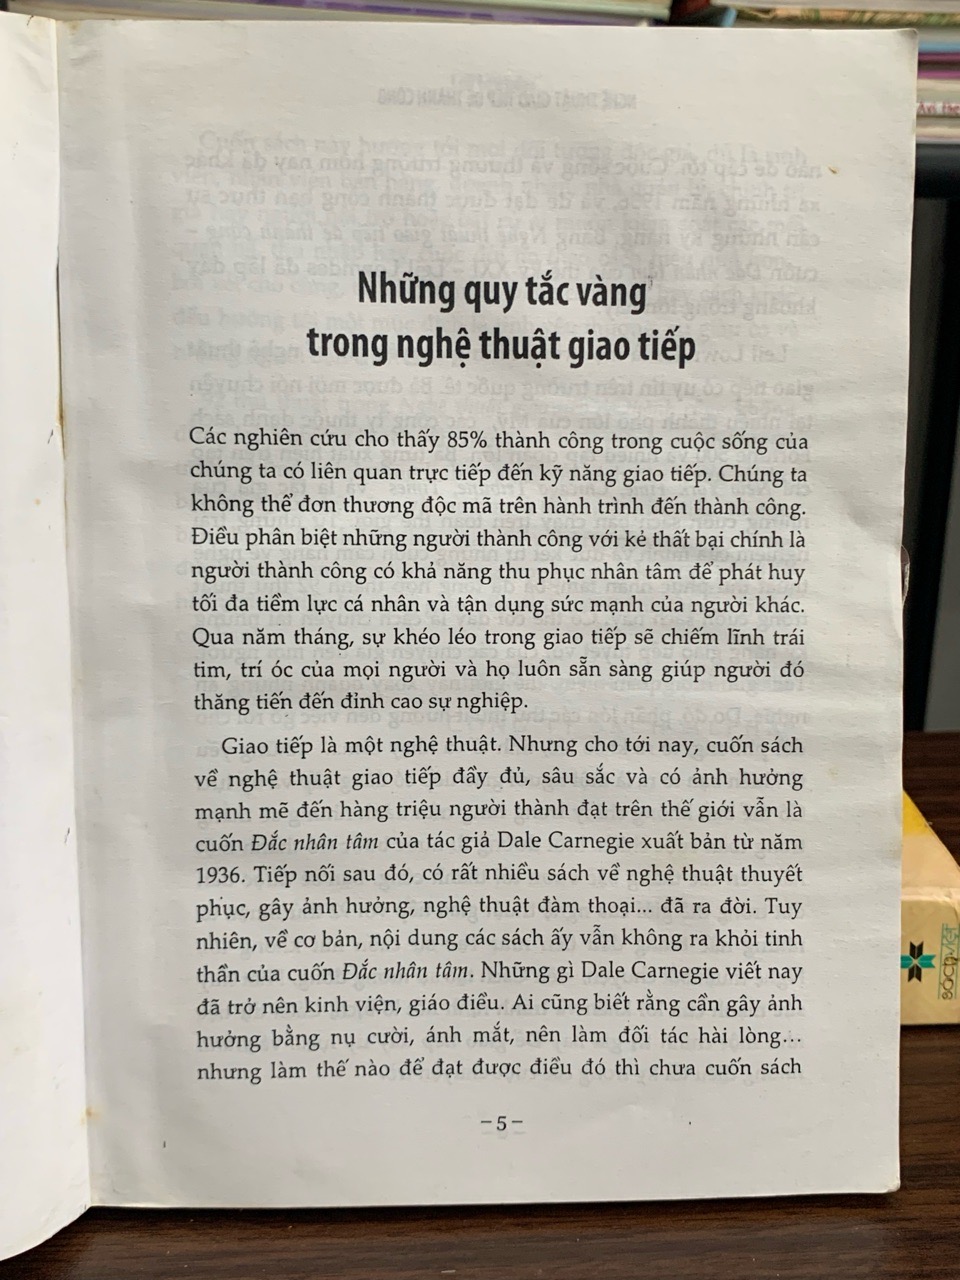 Những quy tắc vàng
trong nghệ thuật giao tiếp
Các nghiên cứu cho thấy 85% thành công trong cuộc sống của
chúng ta có liên quan trực tiếp đến kỹ năng giao tiếp. Chúng ta
không thể đơn thương độc mã trên hành trình đến thành công.
Điều phân biệt những người thành công với kẻ thất bại chính là
người thành công có khả năng thu phục nhân tâm để phát huy
tối đa tiềm lực cá nhân và tận dụng sức mạnh của người khác.
Qua năm tháng, sự khéo léo trong giao tiếp sẽ chiếm lĩnh trái
tim, trí óc của mọi người và họ luôn sẵn sàng giúp người đó
thăng tiến đến đỉnh cao sự nghiệp.
Giao tiếp là một nghệ thuật. Nhưng cho tới nay, cuốn sách
về nghệ thuật giao tiếp đầy đủ, sâu sắc và có ảnh hưởng
mạnh mẽ đến hàng triệu người thành đạt trên thế giới vẫn là
cuốn Đắc nhân tâm của tác giả Dale Carnegie xuất bản từ năm
1936. Tiếp nối sau đó, có rất nhiều sách về nghệ thuật thuyết
phục, gây ảnh hưởng, nghệ thuật đàm thoại... đã ra đời. Tuy
nhiên, về cơ bản, nội dung các sách ấy vẫn không ra khỏi tinh
thần của cuốn Đắc nhân tâm. Những gì Dale Carnegie viết nay
đã trở nên kinh viện, giáo điều. Ai cũng biết rằng cần gây ảnh
hưởng bằng nụ cười, ánh mắt, nên làm đối tác hài lòng...
nhưng làm thế nào để đạt được điều đó thì chưa cuốn sách
– 5 –